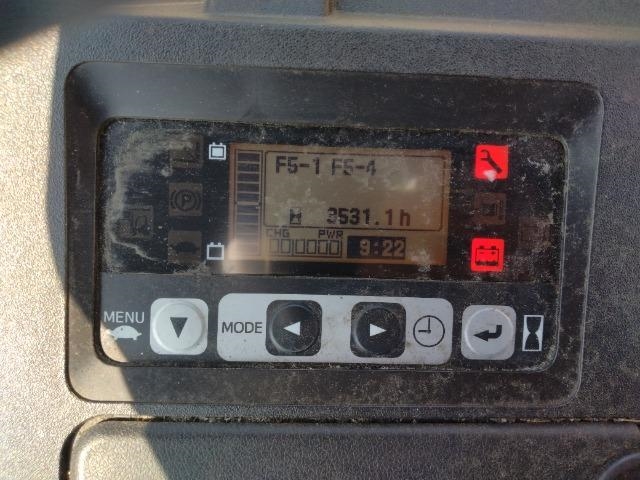 F5-1 F5-4
3531.1h
CHG PWR
9:22
MENU
MODE